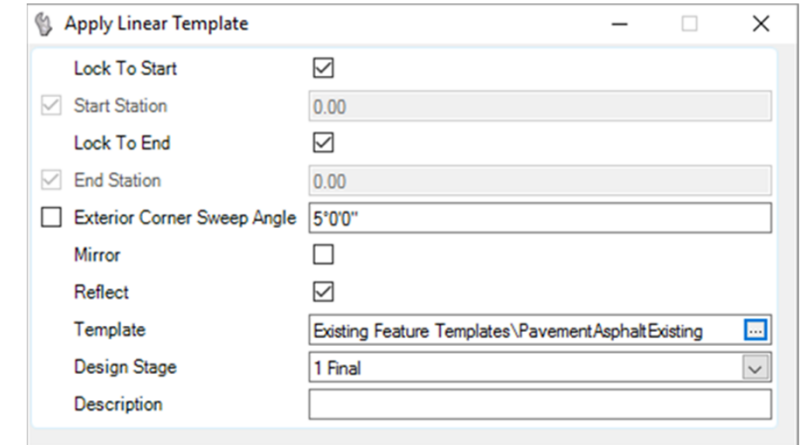 Apply Linear Template
Lock To Start
Start Station 0.00
Lock To End
End Station 0.00
Exterior Corner Sweep Angle 5°0'0"
Mirror
Reflect
Template Existing Feature Templates\PavementAsphaltExisting ...
Design Stage 1 Final
Description